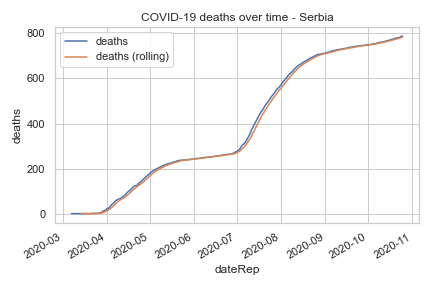 COVID-19 deaths over time - Serbia
deaths
deaths (rolling)
800
600
400
200
0
deaths
2020-03
2020-04
2020-05
2020-06
2020-07
2020-08
2020-09
2020-10
2020-11
dateRep